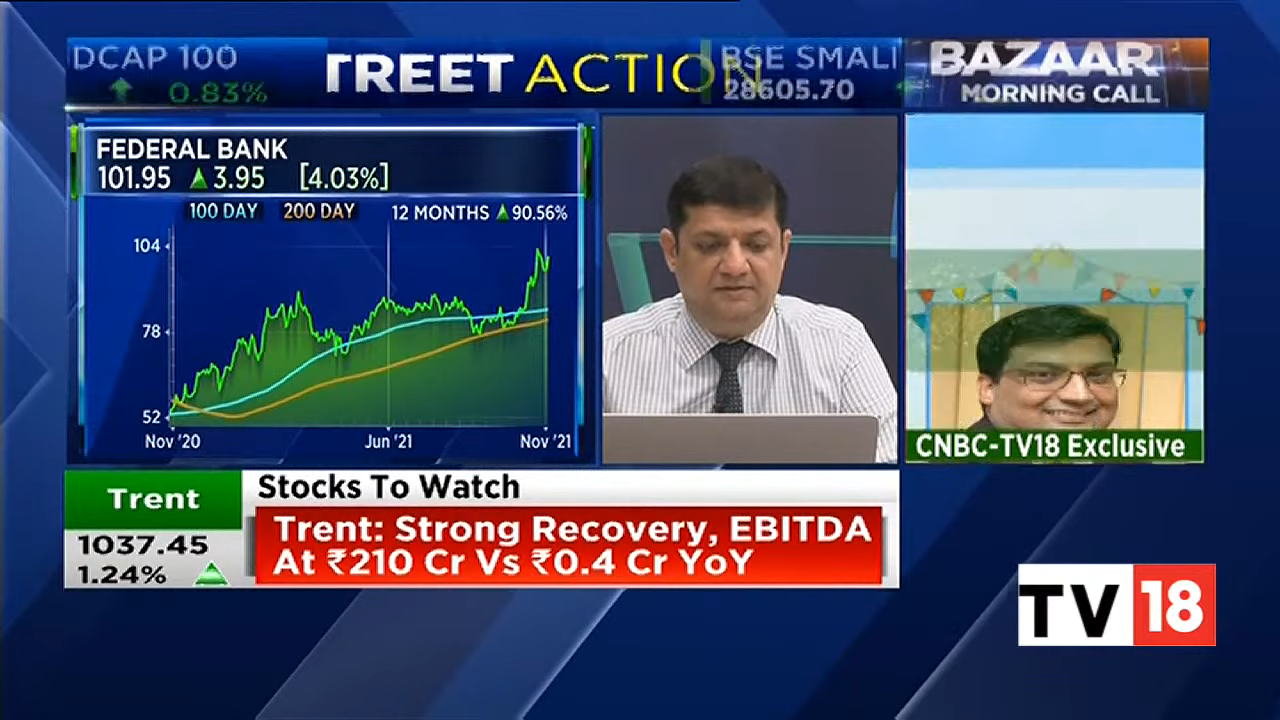 DCAP 100
0.83%
TREET ACTION
BSE SMALL
28605.70
BAZAAR
MORNING CALL
FEDERAL BANK
101.95 ▲ 3.95 [4.03%]
100 DAY 200 DAY 12 MONTHS ▲ 90.56%
104
78
52
Nov '20 Jun '21 Nov '21
CNBC-TV18 Exclusive
Trent
1037.45
1.24%
Stocks To Watch
Trent: Strong Recovery, EBITDA
At ₹210 Cr Vs ₹0.4 Cr YoY
TV 18